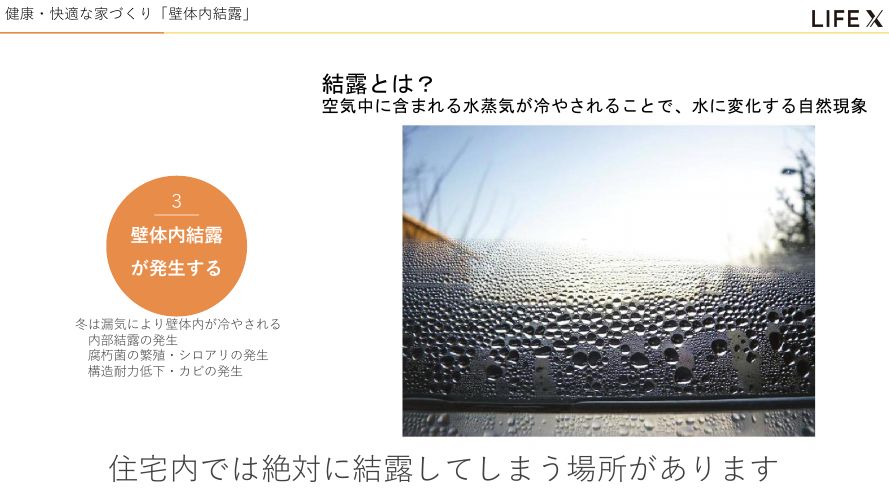 健康・快適な家づくり「壁体内結露」
LIFE X
結露とは？
空気中に含まれる水蒸気が冷やされることで、水に変化する自然現象
3
壁体内結露
が発生する
冬は漏気により壁体内が冷やされる
内部結露の発生
腐朽菌の繁殖・シロアリの発生
構造耐力低下・カビの発生
住宅内では絶対に結露してしまう場所があります